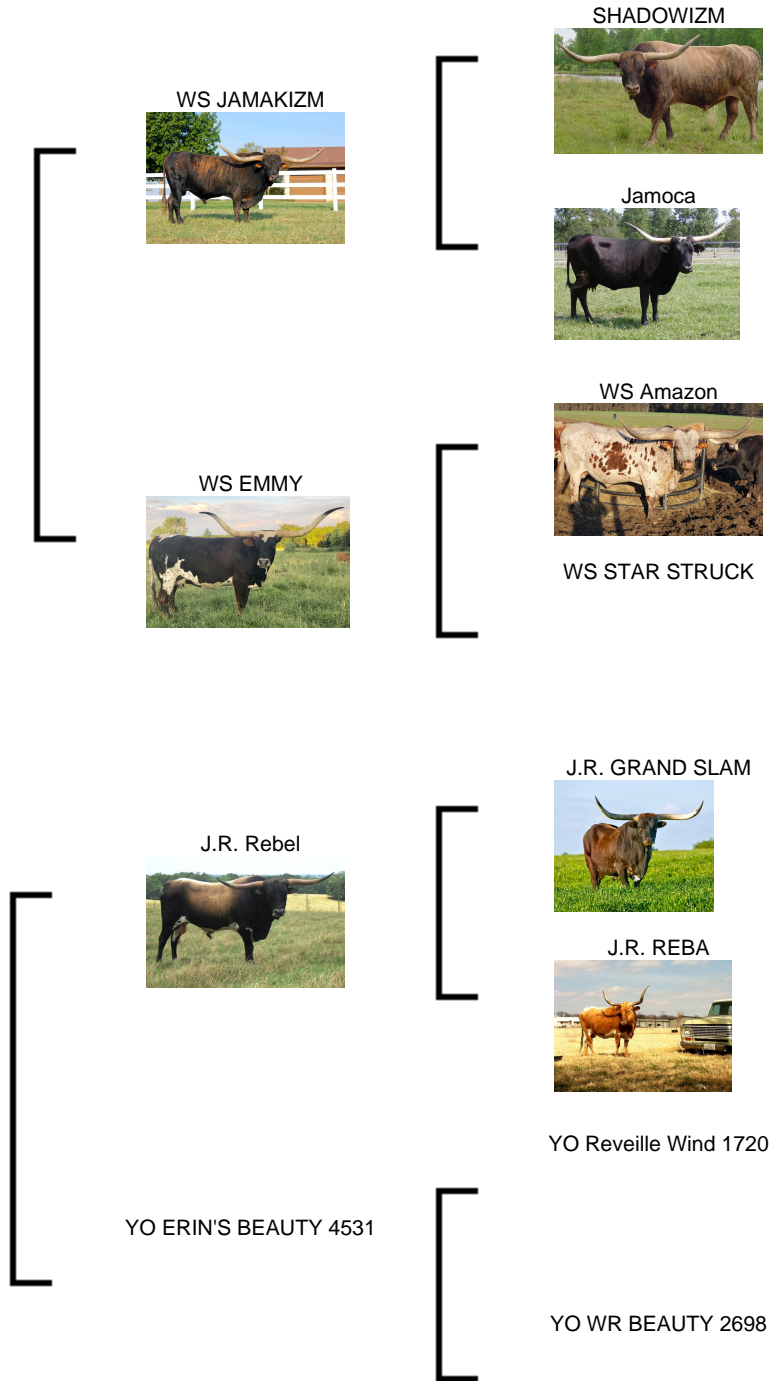 SHADOWIZM
WS JAMAKIZM
Jamoca
WS Amazon
WS EMMY
WS STAR STRUCK
J.R. GRAND SLAM
J.R. Rebel
J.R. REBA
YO Reveille Wind 1720
YO ERIN'S BEAUTY 4531
YO WR BEAUTY 2698